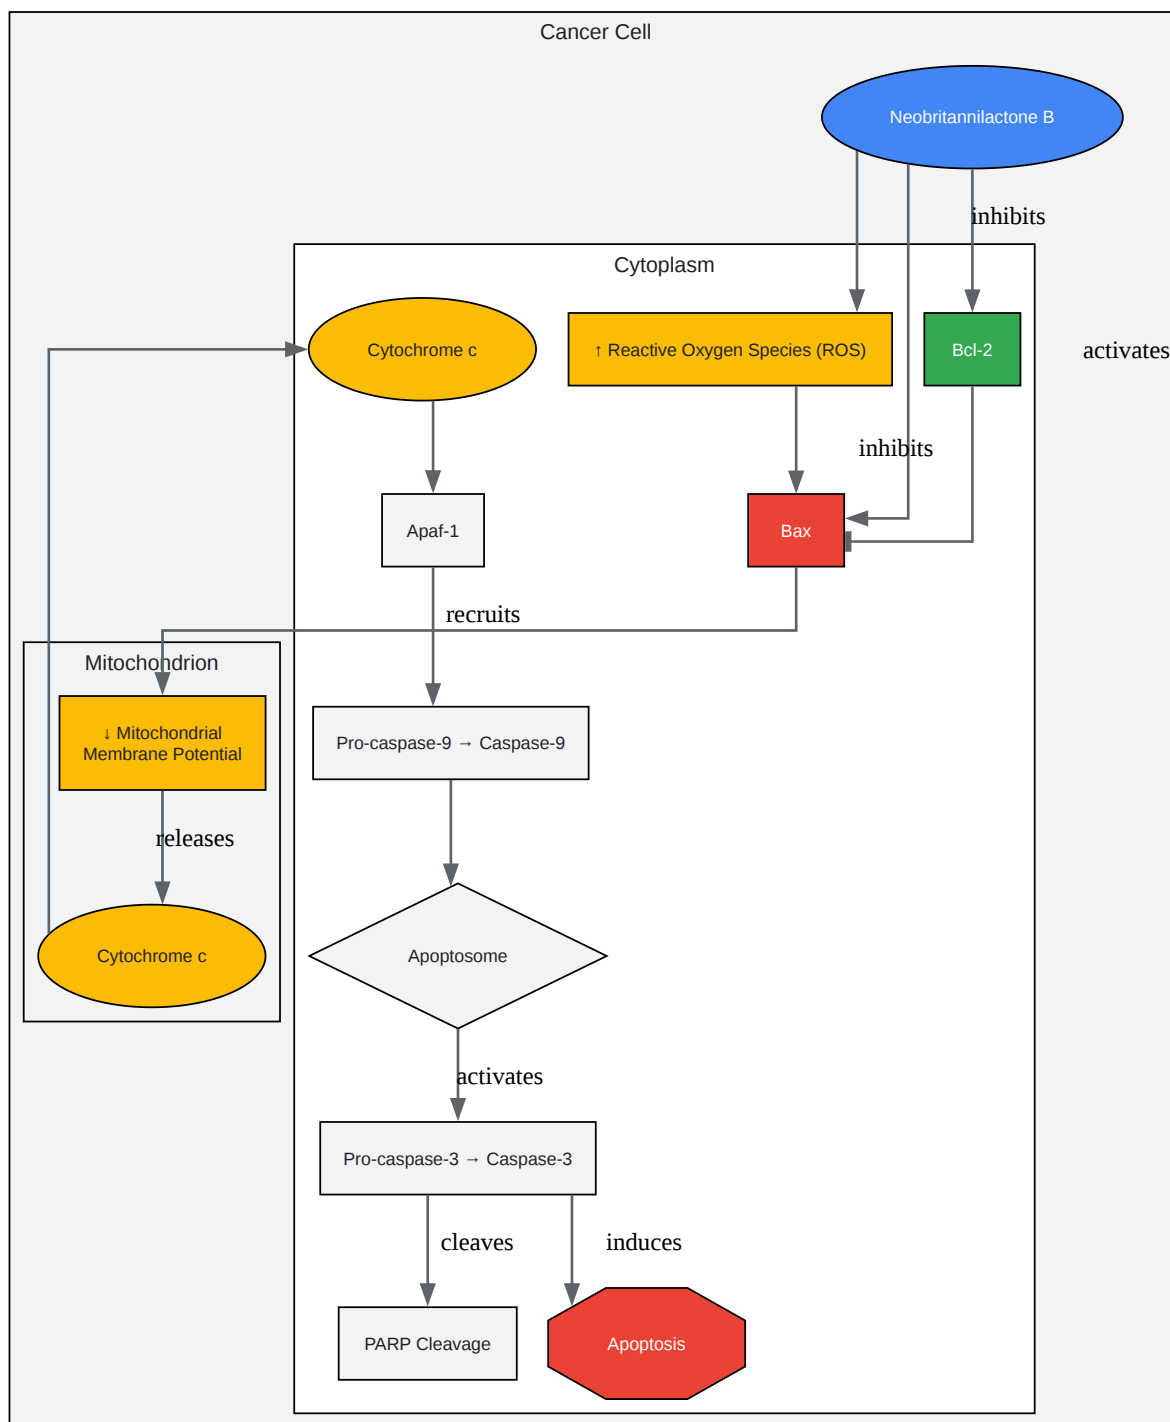 Cancer Cell
Neobritannilactone B
inhibits
Cytoplasm
Cytochrome c
↑ Reactive Oxygen Species (ROS)
Bcl-2
activates
inhibits
Apaf-1
Bax
recruits
Mitochondrion
↓ Mitochondrial
Membrane Potential
Pro-caspase-9 → Caspase-9
releases
Cytochrome c
Apoptosome
activates
Pro-caspase-3 → Caspase-3
cleaves
induces
PARP Cleavage
Apoptosis